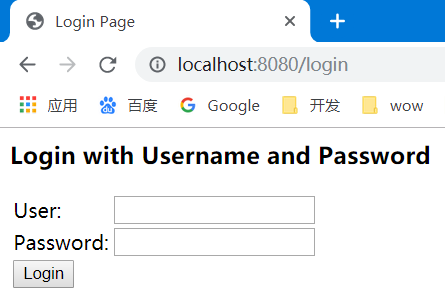 Login Page
localhost:8080/login
应用 百度 Google 开发 wow
Login with Username and Password
User:
Password:
Login